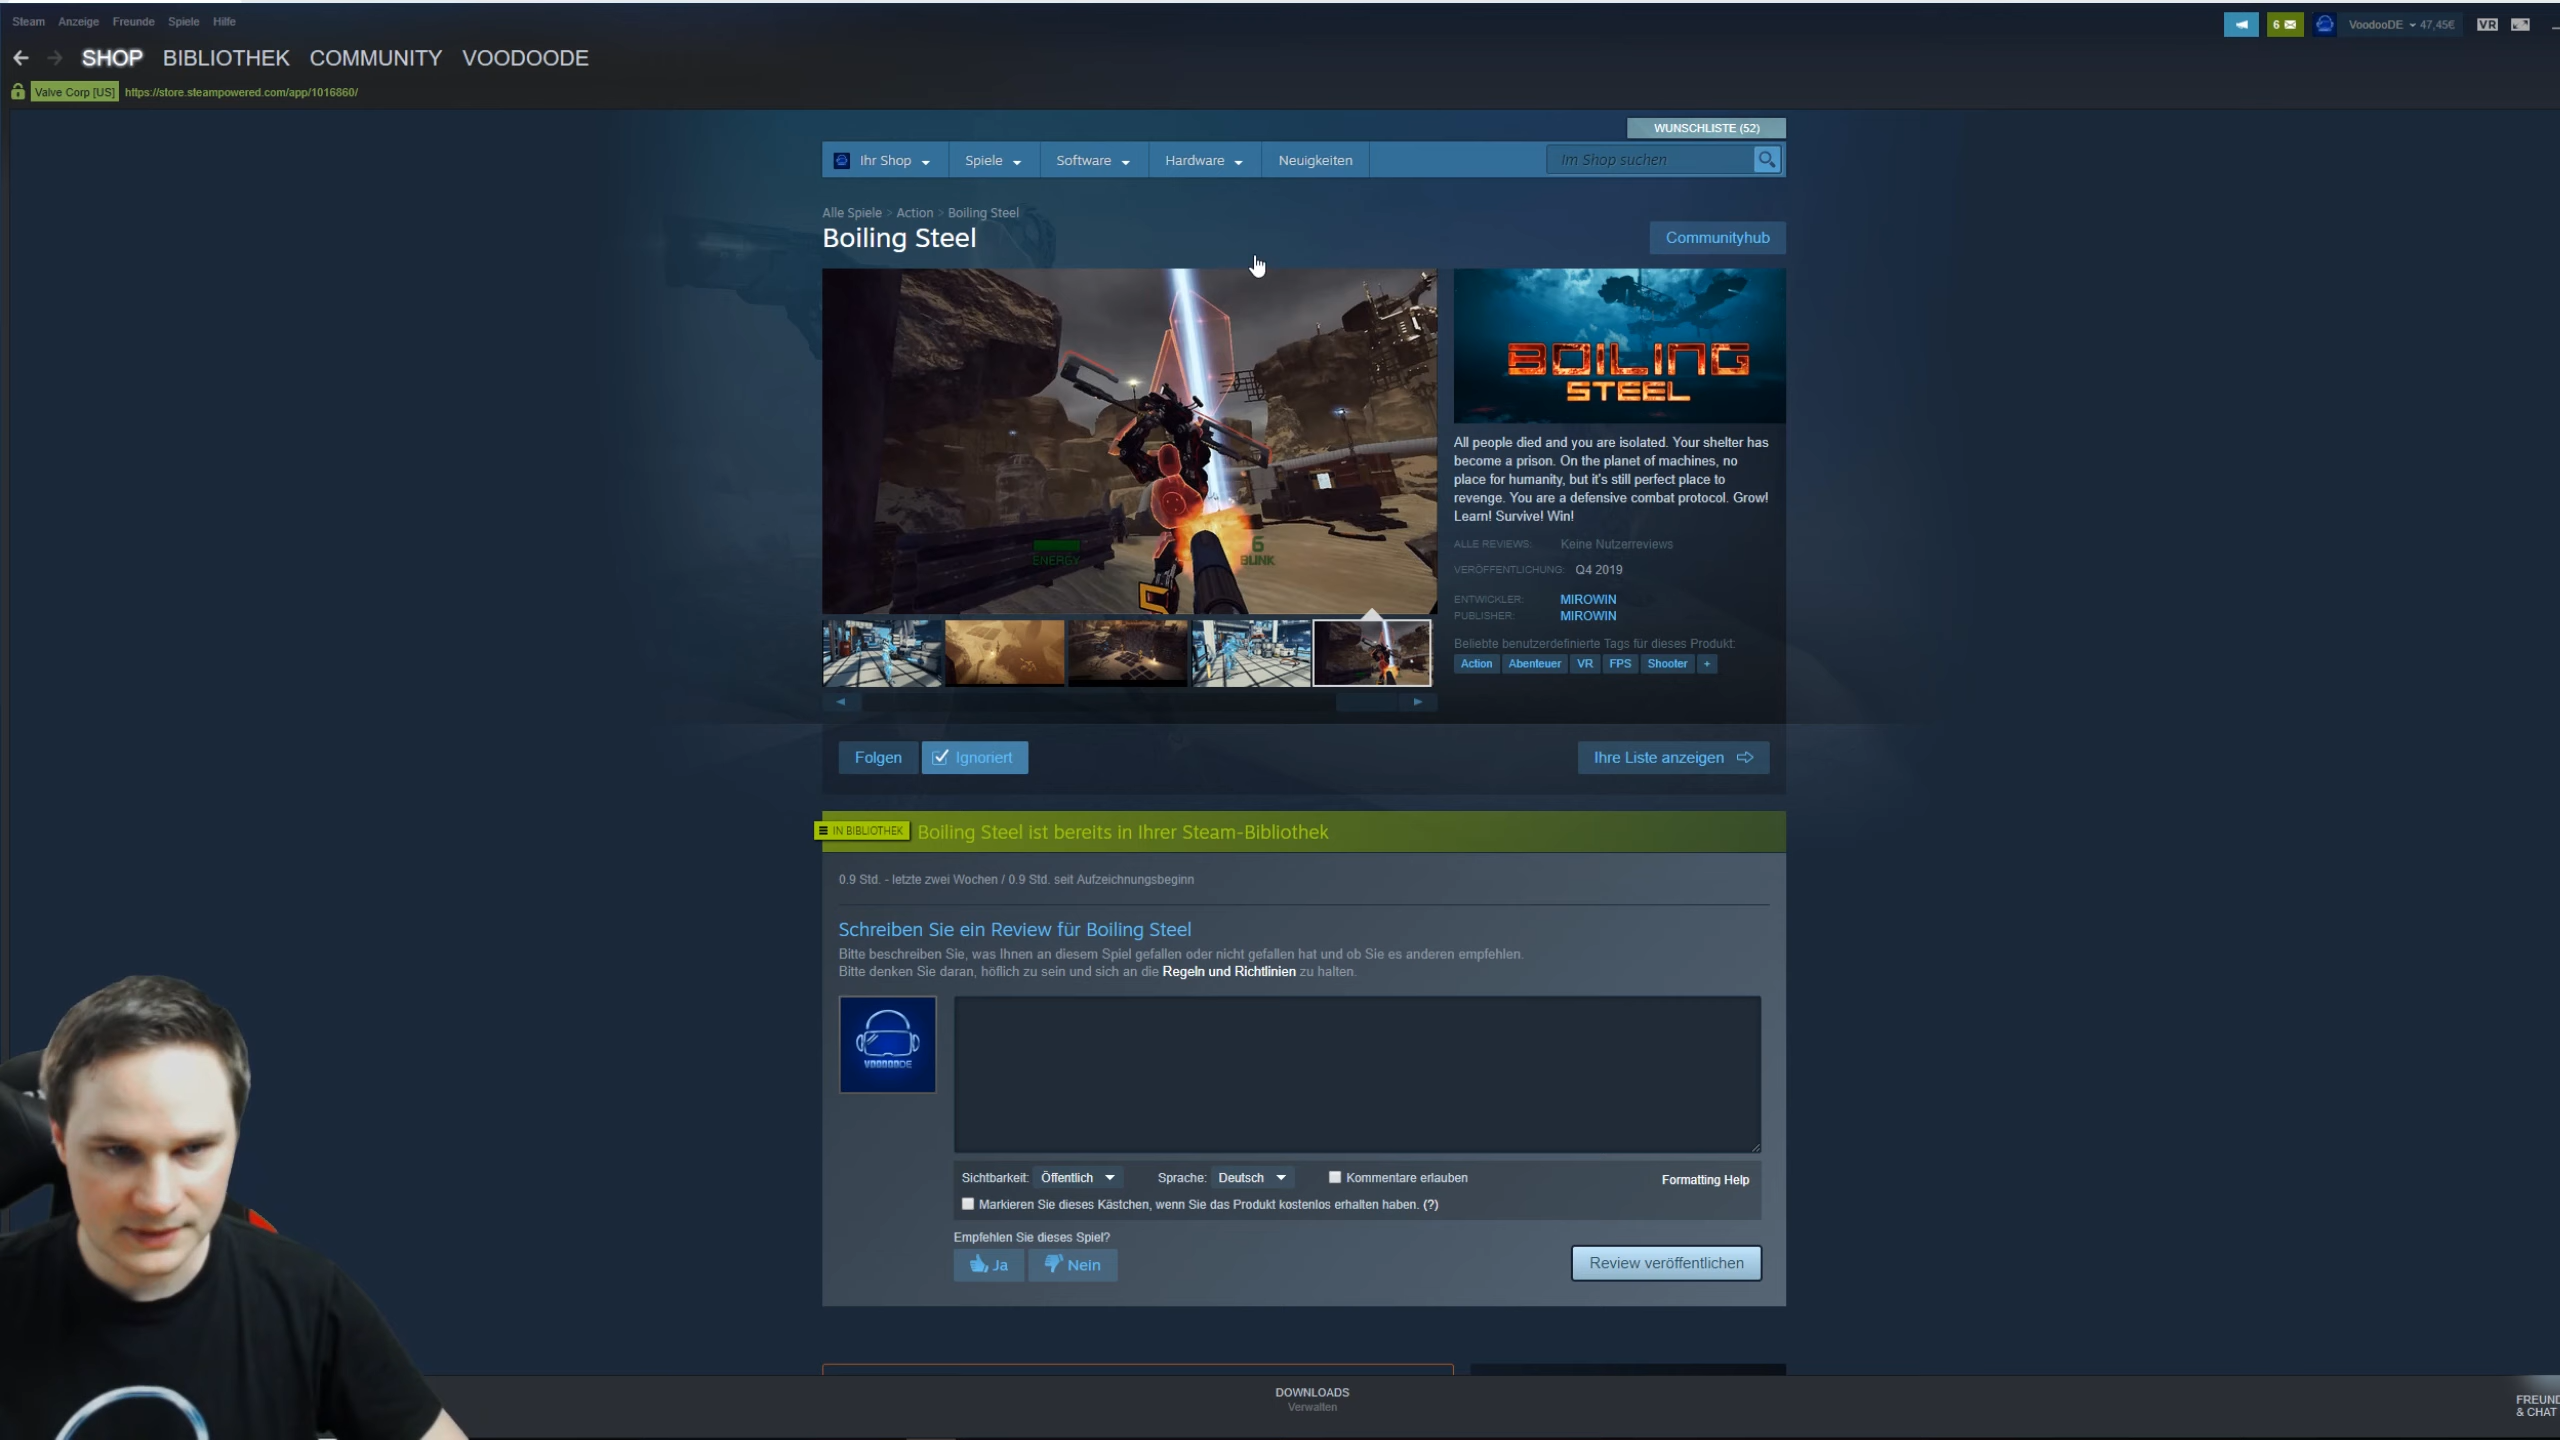 Steam Anzeige Freunde Spiele Hilfe
6 VoodooDE 47,45€ VR
SHOP BIBLIOTHEK COMMUNITY VOODOODE
Valve Corp [US] https://store.steampowered.com/app/1016860/
WUNSCHLISTE (52)
Ihr Shop Spiele Software Hardware Neuigkeiten Im Shop suchen
Alle Spiele > Action > Boiling Steel
Boiling Steel
Communityhub
BOILING
STEEL
6
ENERGY BLINK
All people died and you are isolated. Your shelter has
become a prison. On the planet of machines, no
place for humanity, but it's still perfect place to
revenge. You are a defensive combat protocol. Grow!
Learn! Survive! Win!
ALLE REVIEWS: Keine Nutzerreviews
VERÖFFENTLICHUNG: Q4 2019
ENTWICKLER: MIROWIN
PUBLISHER: MIROWIN
Beliebte benutzerdefinierte Tags für dieses Produkt:
Action Abenteuer VR FPS Shooter +
Folgen Ignoriert Ihre Liste anzeigen
IN BIBLIOTHEK Boiling Steel ist bereits in Ihrer Steam-Bibliothek
0.9 Std. - letzte zwei Wochen / 0.9 Std. seit Aufzeichnungsbeginn
Schreiben Sie ein Review für Boiling Steel
Bitte beschreiben Sie, was Ihnen an diesem Spiel gefallen oder nicht gefallen hat und ob Sie es anderen empfehlen.
Bitte denken Sie daran, höflich zu sein und sich an die Regeln und Richtlinien zu halten.
VOODOODE
Sichtbarkeit: Öffentlich Sprache: Deutsch Kommentare erlauben Formatting Help
Markieren Sie dieses Kästchen, wenn Sie das Produkt kostenlos erhalten haben. (?)
Empfehlen Sie dieses Spiel?
Ja Nein Review veröffentlichen
DOWNLOADS
Verwalten
FREUND
& CHAT